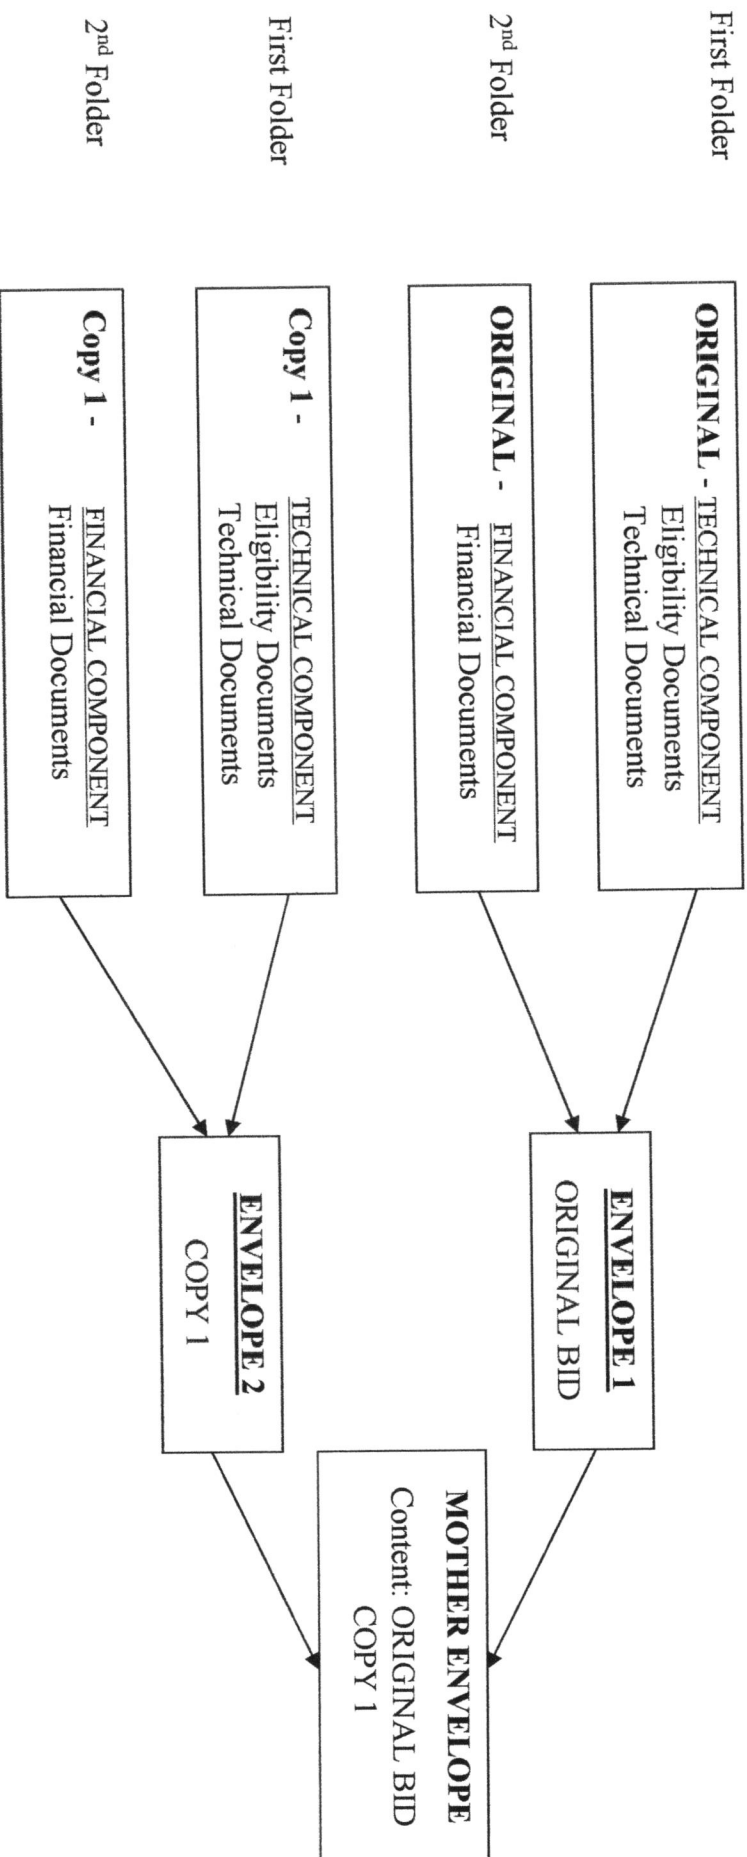 First Folder
ORIGINAL - TECHNICAL COMPONENT
Eligibility Documents
Technical Documents
2nd Folder
ORIGINAL - FINANCIAL COMPONENT
Financial Documents
ENVELOPE 1
ORIGINAL BID
First Folder
Copy 1 - TECHNICAL COMPONENT
Eligibility Documents
Technical Documents
2nd Folder
Copy 1 - FINANCIAL COMPONENT
Financial Documents
ENVELOPE 2
COPY 1
MOTHER ENVELOPE
Content: ORIGINAL BID
COPY 1